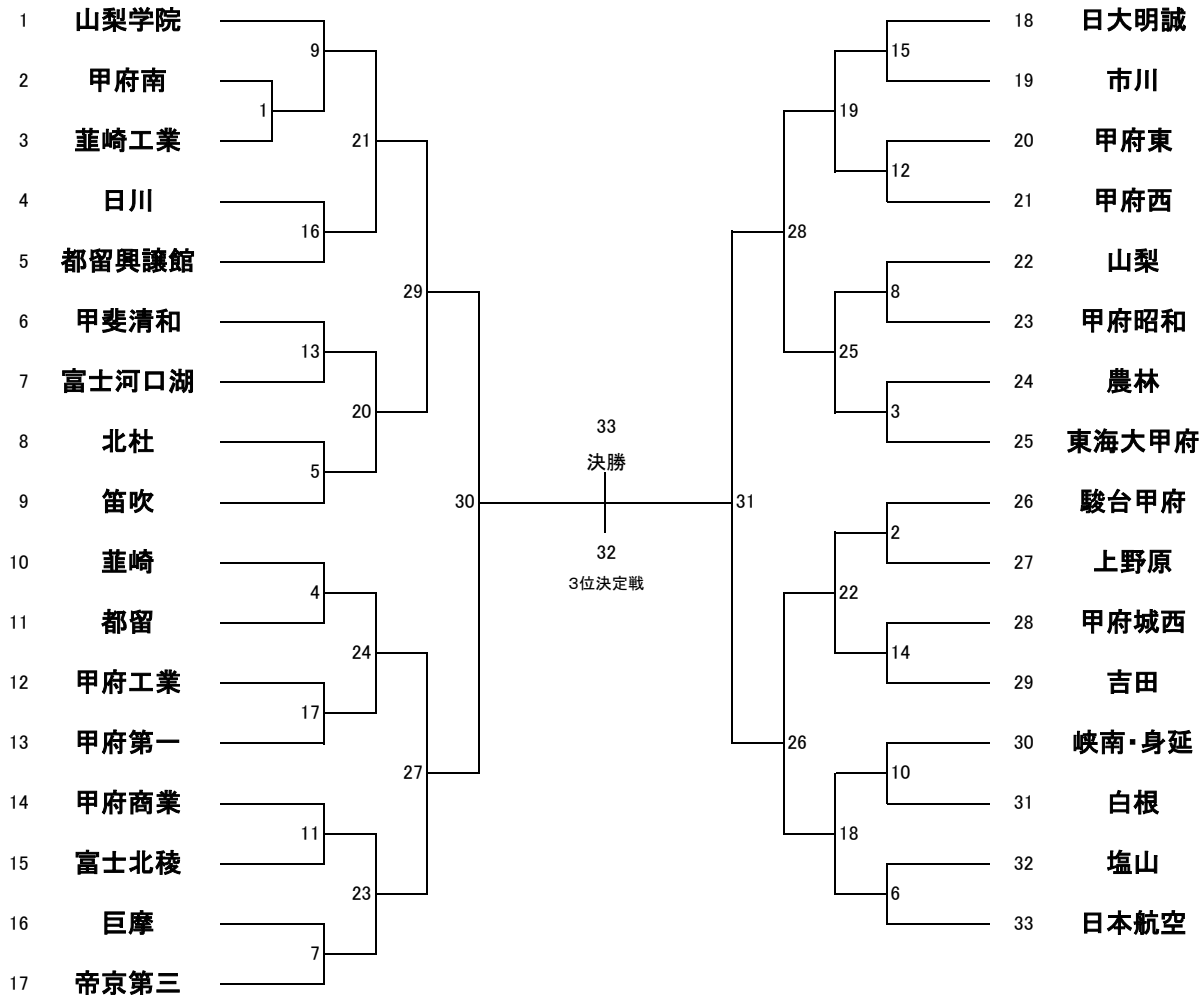 1 山梨学院
2 甲府南
3 韮崎工業
4 日川
5 都留興譲館
6 甲斐清和
7 富士河口湖
8 北杜
9 笛吹
10 韮崎
11 都留
12 甲府工業
13 甲府第一
14 甲府商業
15 富士北稜
16 巨摩
17 帝京第三
9
1
21
16
29
13
20
5
30
4
24
17
27
11
23
7
33
決勝
32
3位決定戦
15
19
12
28
8
25
3
31
2
22
14
26
10
18
6
18 日大明誠
19 市川
20 甲府東
21 甲府西
22 山梨
23 甲府昭和
24 農林
25 東海大甲府
26 駿台甲府
27 上野原
28 甲府城西
29 吉田
30 峡南・身延
31 白根
32 塩山
33 日本航空